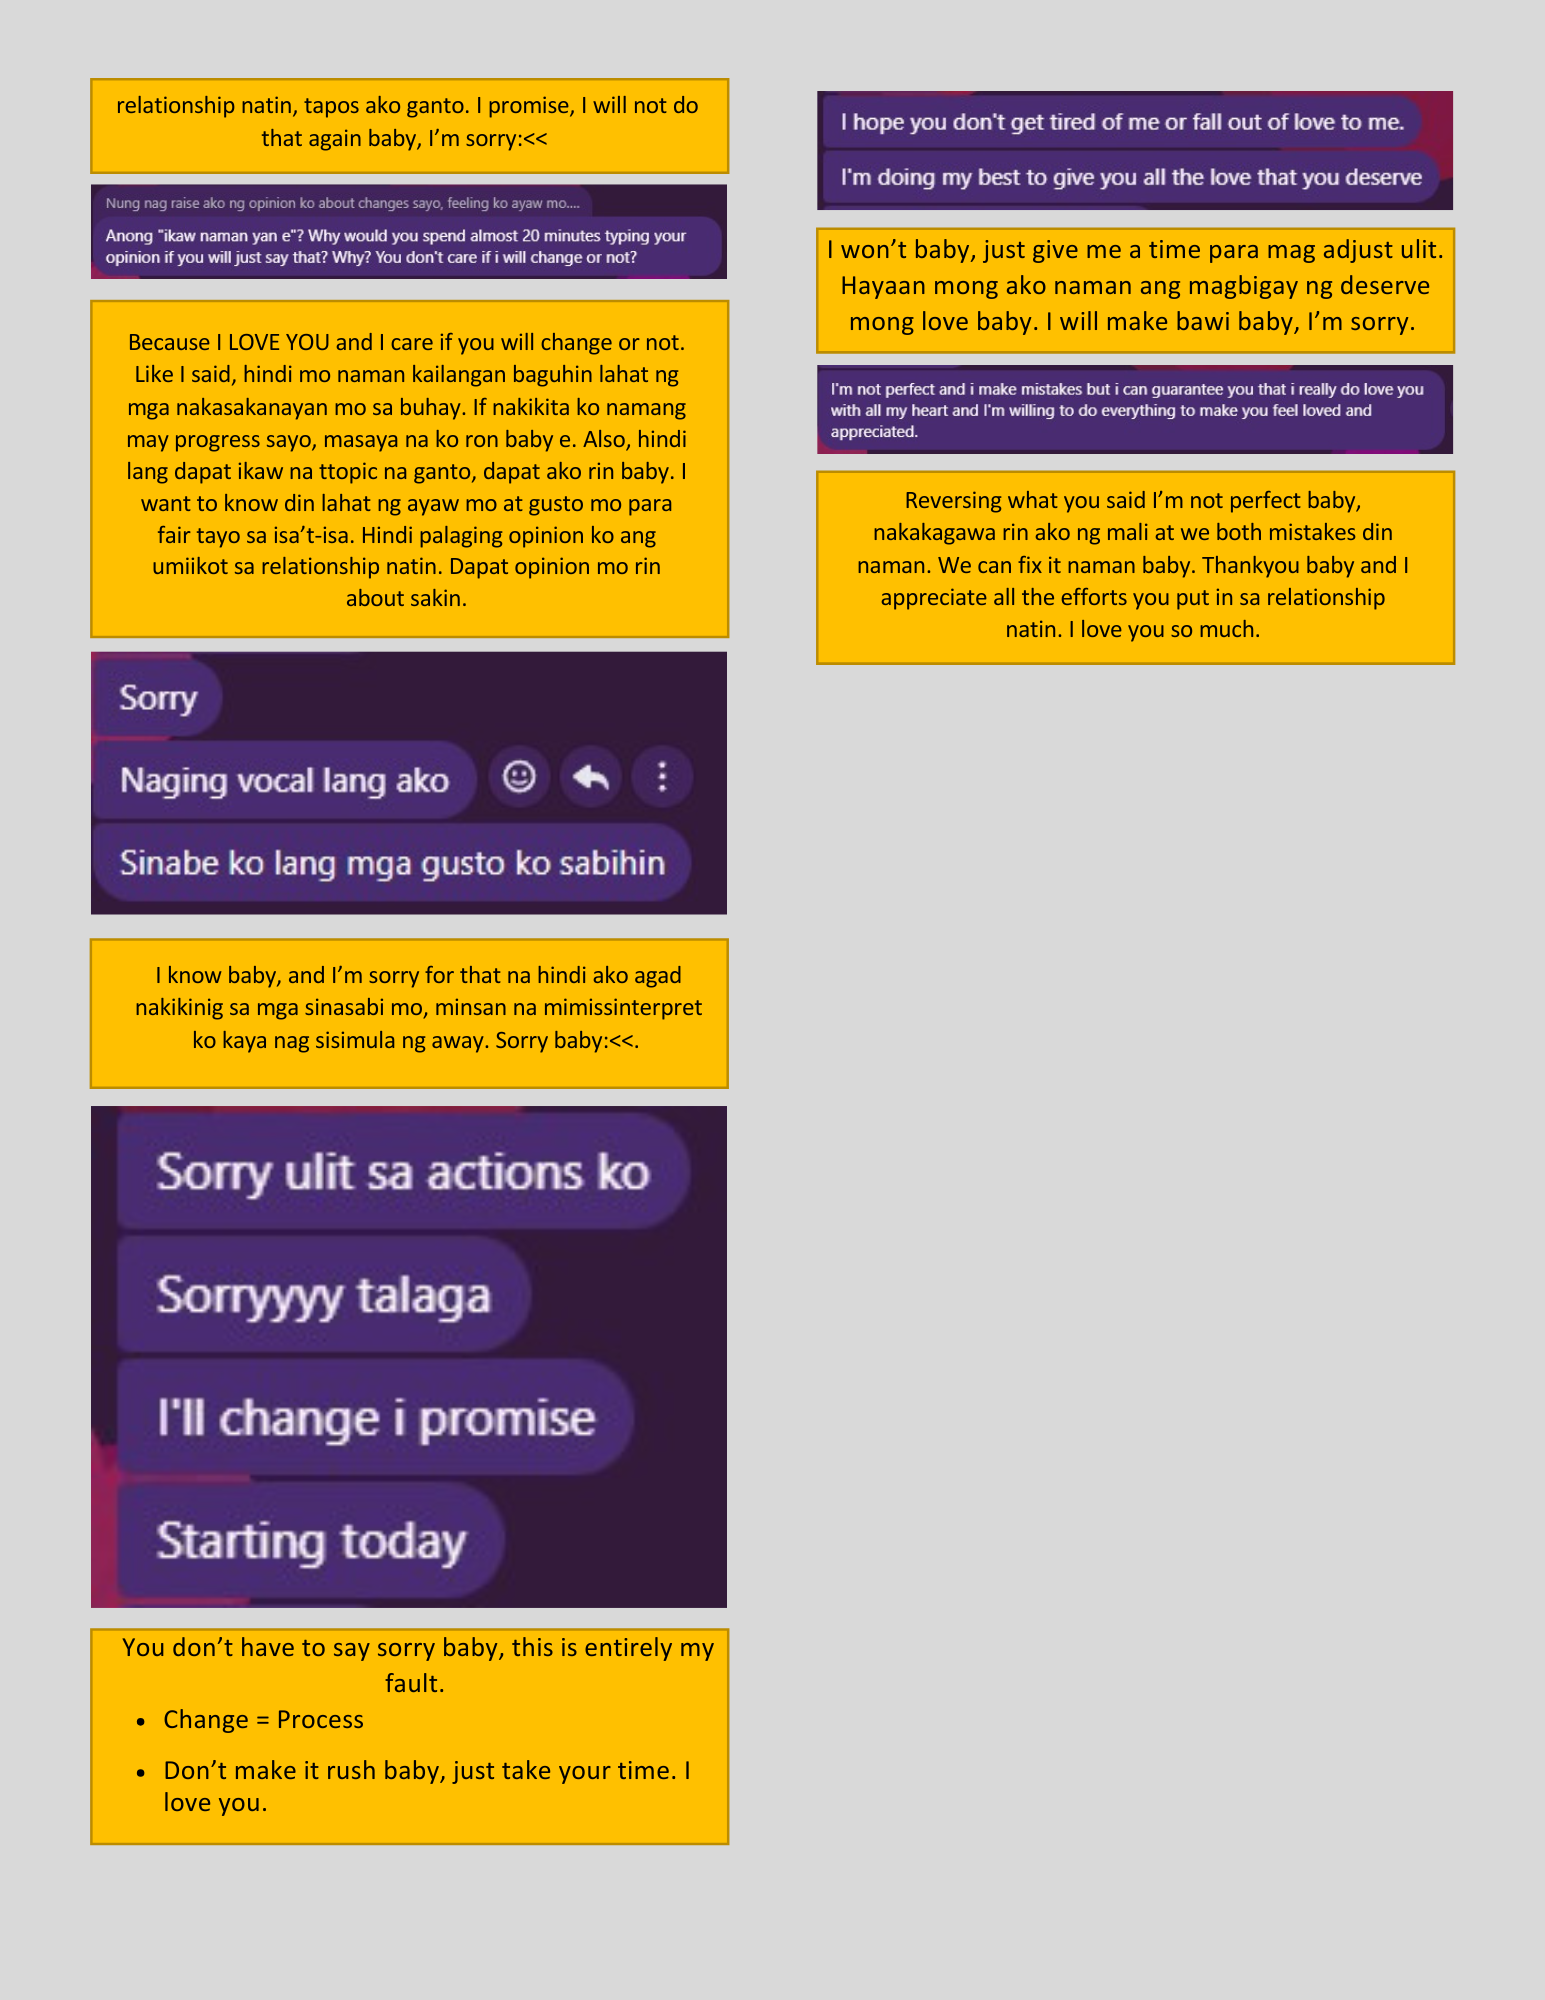 relationship natin, tapos ako ganto. I promise, I will not do
that again baby, I’m sorry:<<
Nung nag raise ako ng opinion ko about changes sayo, feeling ko ayaw mo....
Anong "ikaw naman yan e"? Why would you spend almost 20 minutes typing your
opinion if you will just say that? Why? You don't care if i will change or not?
Because I LOVE YOU and I care if you will change or not.
Like I said, hindi mo naman kailangan baguhin lahat ng
mga nakasakanayan mo sa buhay. If nakikita ko namang
may progress sayo, masaya na ko ron baby e. Also, hindi
lang dapat ikaw na ttopic na ganto, dapat ako rin baby. I
want to know din lahat ng ayaw mo at gusto mo para
fair tayo sa isa’t-isa. Hindi palaging opinion ko ang
umiikot sa relationship natin. Dapat opinion mo rin
about sakin.
Sorry
Naging vocal lang ako
Sinabe ko lang mga gusto ko sabihin
I know baby, and I’m sorry for that na hindi ako agad
nakikinig sa mga sinasabi mo, minsan na mimissinterpret
ko kaya nag sisimula ng away. Sorry baby:<<.
Sorry ulit sa actions ko
Sorryyyy talaga
I'll change i promise
Starting today
You don’t have to say sorry baby, this is entirely my
fault.
• Change = Process
• Don’t make it rush baby, just take your time. I
love you.
I hope you don't get tired of me or fall out of love to me.
I'm doing my best to give you all the love that you deserve
I won’t baby, just give me a time para mag adjust ulit.
Hayaan mong ako naman ang magbigay ng deserve
mong love baby. I will make bawi baby, I’m sorry.
I'm not perfect and i make mistakes but i can guarantee you that i really do love you
with all my heart and I'm willing to do everything to make you feel loved and
appreciated.
Reversing what you said I’m not perfect baby,
nakakagawa rin ako ng mali at we both mistakes din
naman. We can fix it naman baby. Thankyou baby and I
appreciate all the efforts you put in sa relationship
natin. I love you so much.